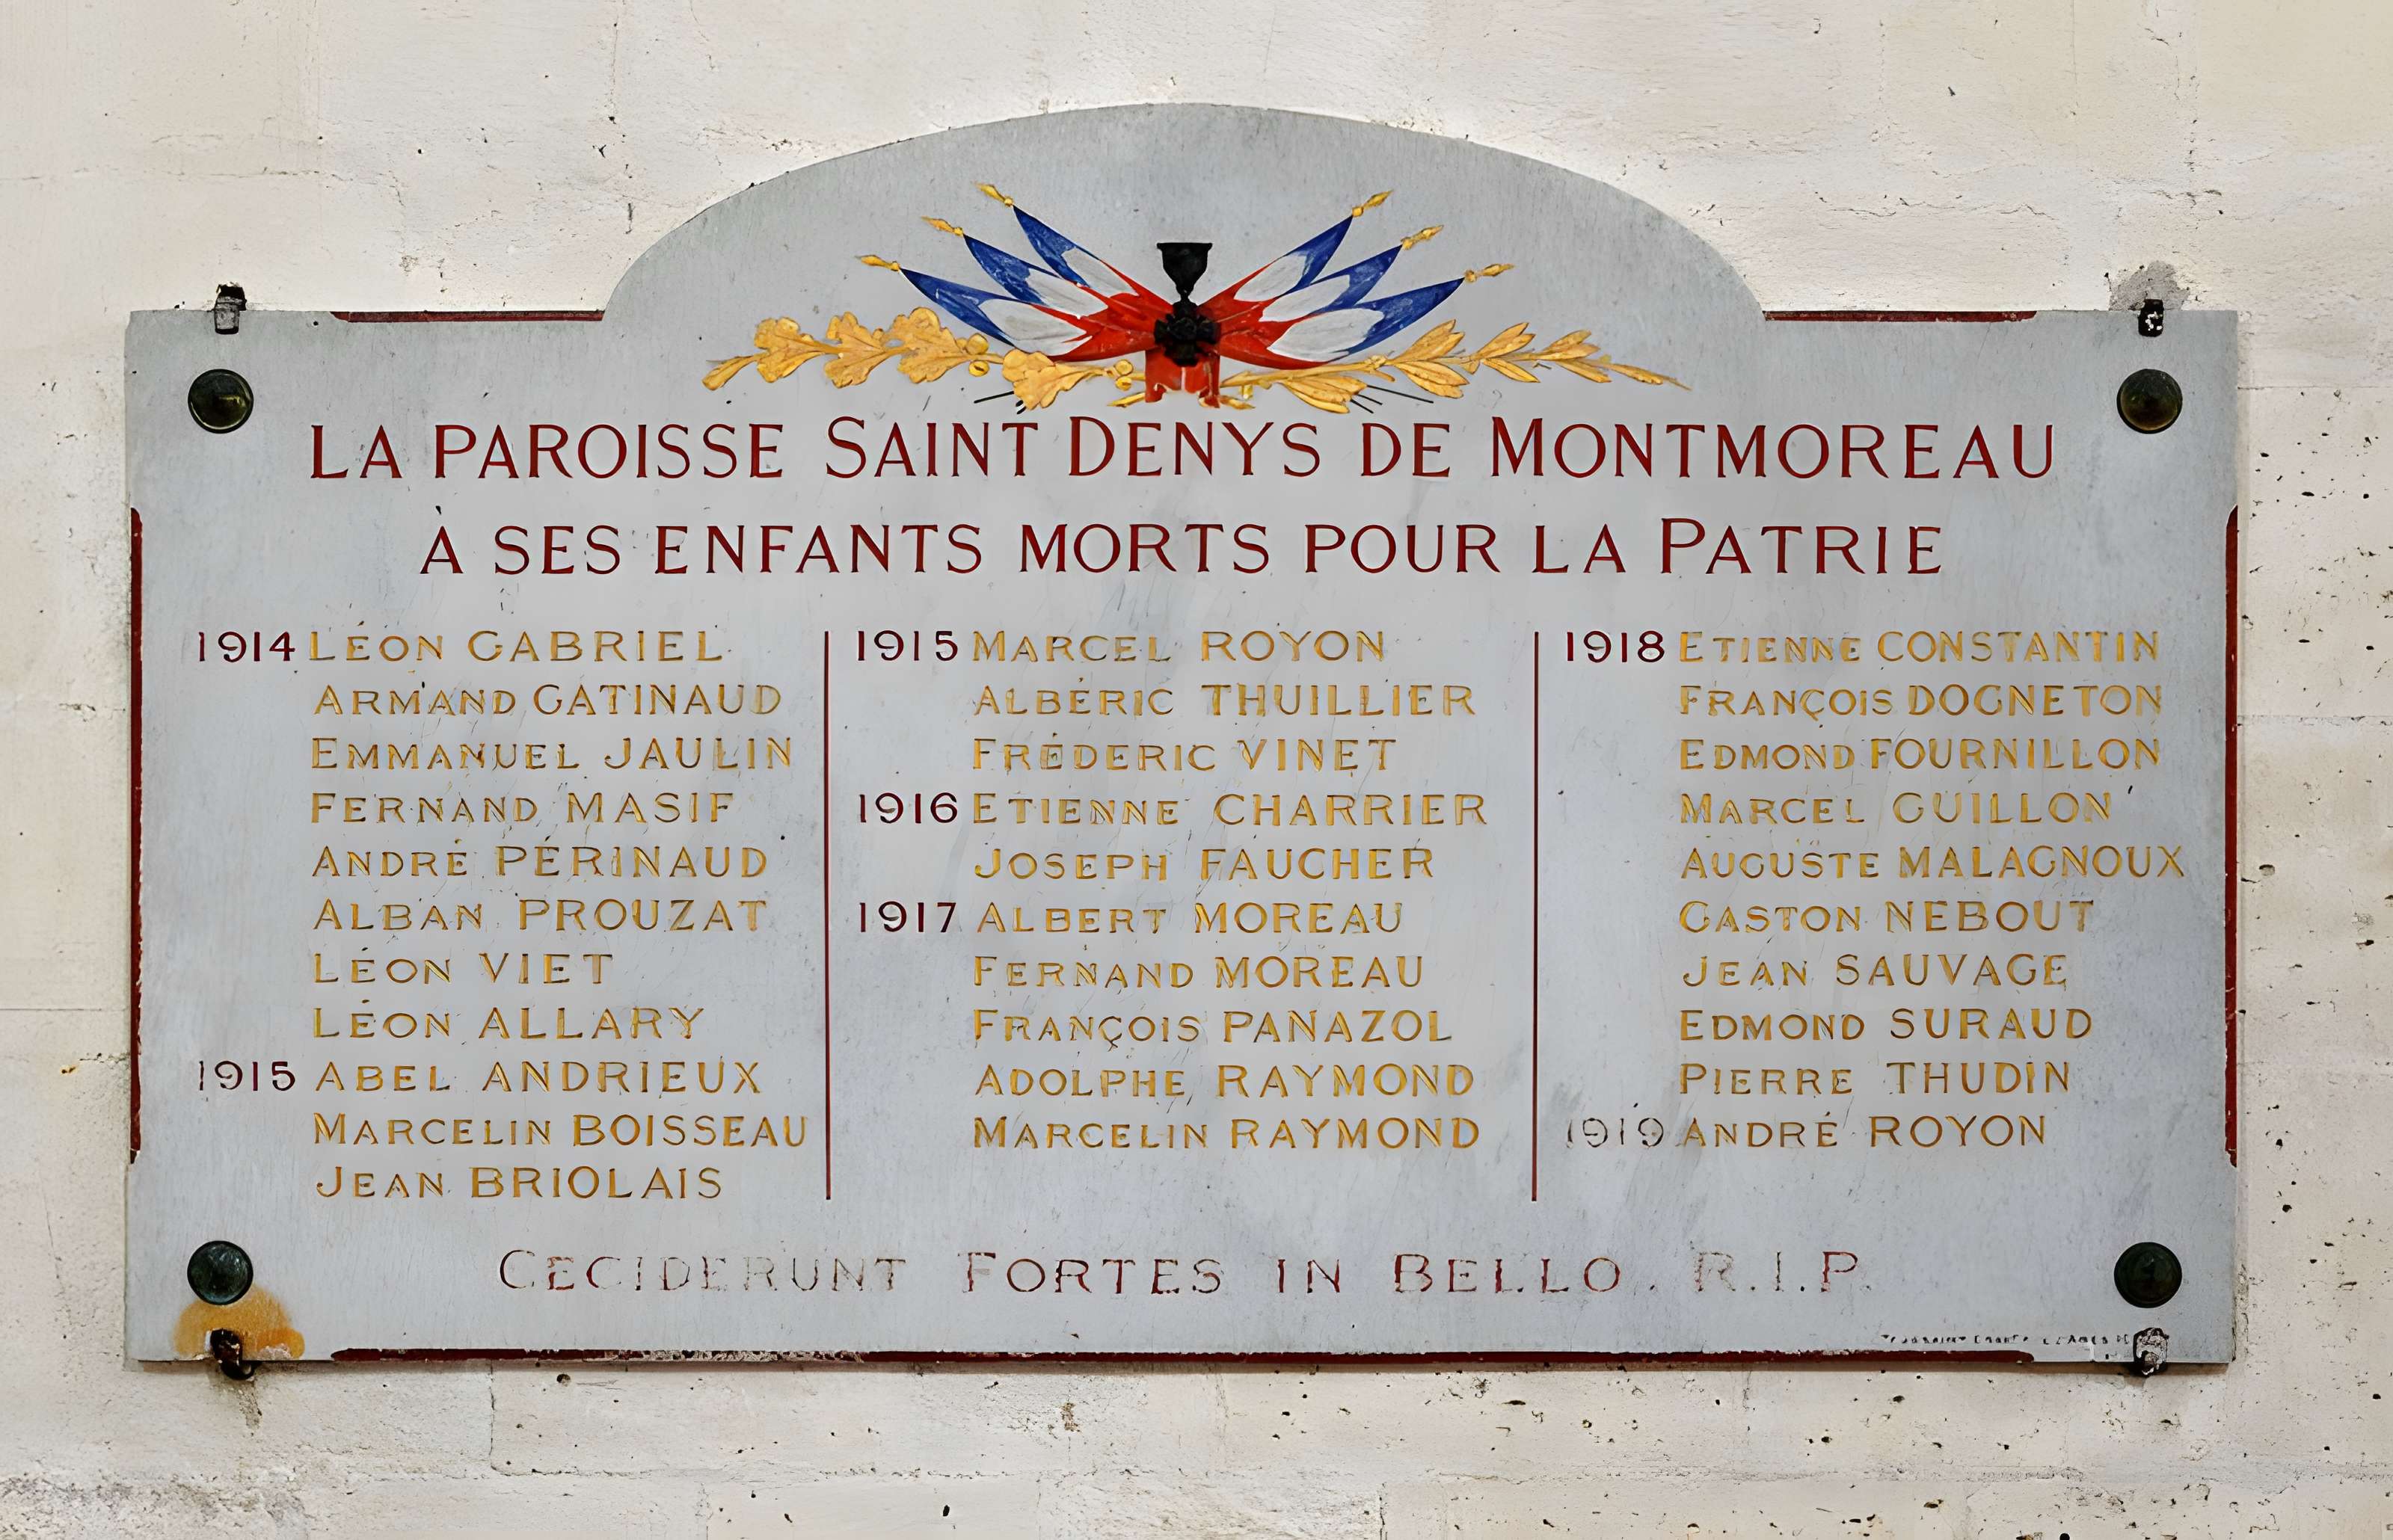 LA PAROISSE SAINT DENYS DE MONTMOREAU
À SES ENFANTS MORTS POUR LA PATRIE
1914 LÉON GABRIEL
ARMAND GATINAUD
EMMANUEL JAULIN
FERNAND MASIF
ANDRÉ PÉRINAUD
ALBAN PROUZAT
LÉON VIET
LÉON ALLARY
1915 ABEL ANDRIEUX
MARCELIN BOISSEAU
JEAN BRIOLAIS
1915 MARCEL ROYON
ALBÉRIC THUILLIER
FRÉDERIC VINET
1916 ETIENNE CHARRIER
JOSEPH FAUCHER
1917 ALBERT MOREAU
FERNAND MOREAU
FRANÇOIS PANAZOL
ADOLPHE RAYMOND
MARCELIN RAYMOND
1918 ETIENNE CONSTANTIN
FRANÇOIS DOGNETON
EDMOND FOURNILLON
MARCEL GUILLON
AUGUSTE MALAGNOUX
GASTON NEBOUT
JEAN SAUVAGE
EDMOND SURAUD
PIERRE THUDIN
1919 ANDRÉ ROYON
CECIDERUNT FORTES IN BELLO. R.I.P.